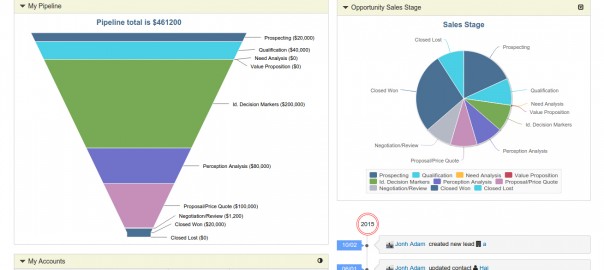 My Pipeline
Pipeline total is $461200
Prospecting ($20,000)
Qualification ($40,000)
Need Analysis ($0)
Value Proposition ($0)
Id. Decision Markers ($200,000)
Perception Analysis ($80,000)
Proposal/Price Quote ($100,000)
Negotiation/Review ($1,200)
Closed Won ($20,000)
Closed Lost ($0)
My Accounts
Opportunity Sales Stage
Sales Stage
Closed Lost
Prospecting
Closed Won
Qualification
Need Analysis
Value Proposition
Id. Decision Markers
Negotiation/Review
Perception Analysis
Proposal/Price Quote
Prospecting Qualification Need Analysis Value Proposition
Id. Decision Markers Perception Analysis Proposal/Price Quote
Negotiation/Review Closed Won Closed Lost
2015
10/02 Jonh Adam created new lead a
06/01 Jonh Adam updated contact Hal